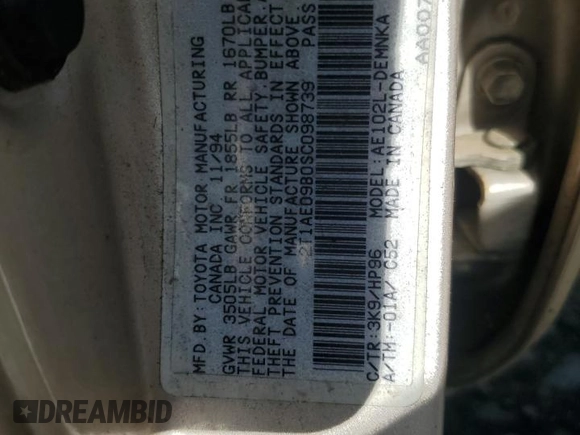 MFD. BY: TOYOTA MOTOR MANUFACTURING
CANADA INC 11/94
GVWR 3505LB GAWR FR 1855LB RR 1670LB
THIS VEHICLE CONFORMS TO ALL
FEDERAL MOTOR VEHICLE SAFETY, BUMPER,
THEFT PREVENTION STANDARDS IN EFFECT
THE DATE OF MANUFACTURE SHOWN ABOVE
2T1AE09B0SC098739 PASS
C/TR: 3K9/HP96 MODEL: AE102L-DEMNKA
A/TM: -01A/ C52 MADE IN CANADA
DREAMBID